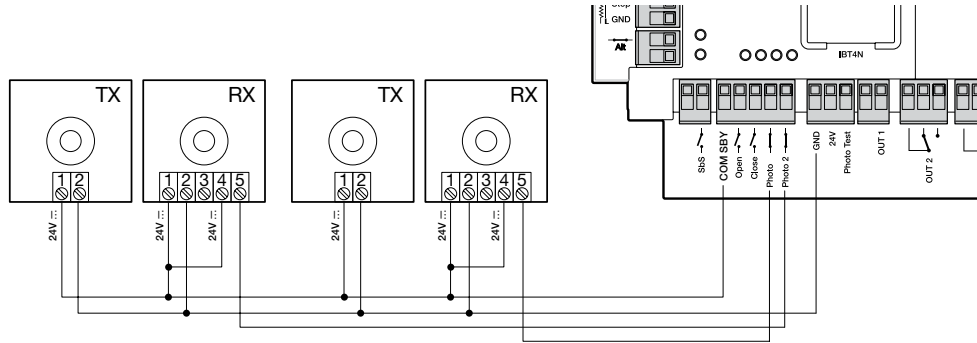 Stop
GND
Alt
IBT4N
TX
RX
TX
RX
1 2
1 2 3 4 5
1 2
1 2 3 4 5
24V
24V
24V
24V
24V
24V
SbS
COM SBY
Open
Close
Photo
Photo 2
GND
24V
Photo Test
OUT 1
OUT 2